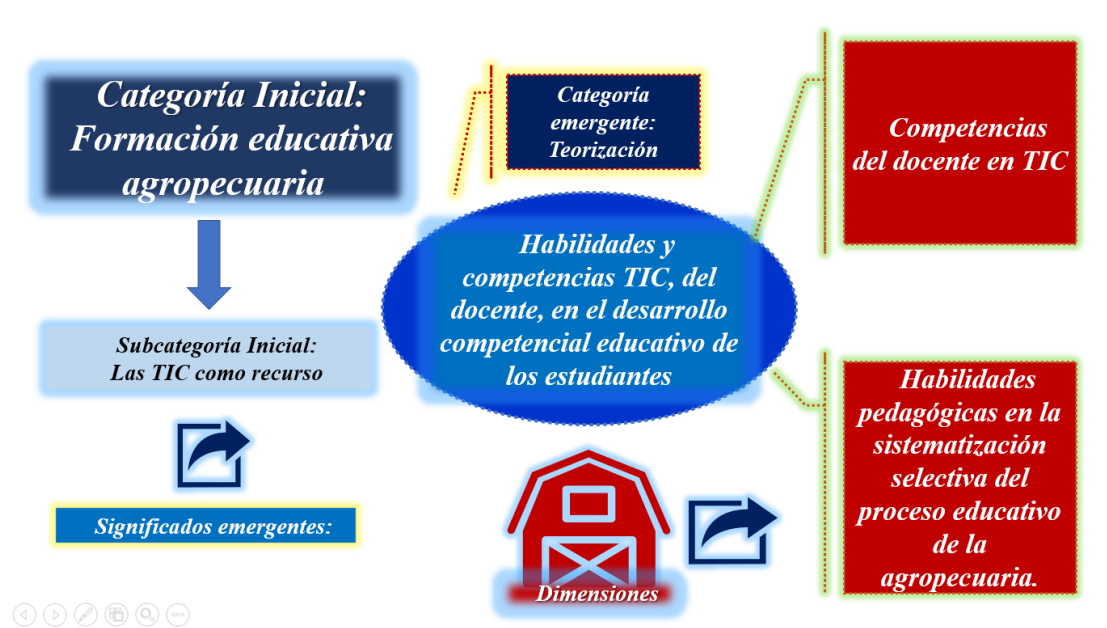 Categoría Inicial:
Formación educativa
agropecuaria
Subcategoría Inicial:
Las TIC como recurso
Significados emergentes:
Categoría
emergente:
Teorización
Habilidades y
competencias TIC, del
docente, en el desarrollo
competencial educativo de
los estudiantes
Dimensiones
Competencias
del docente en TIC
Habilidades
pedagógicas en la
sistematización
selectiva del
proceso educativo
de la
agropecuaria.